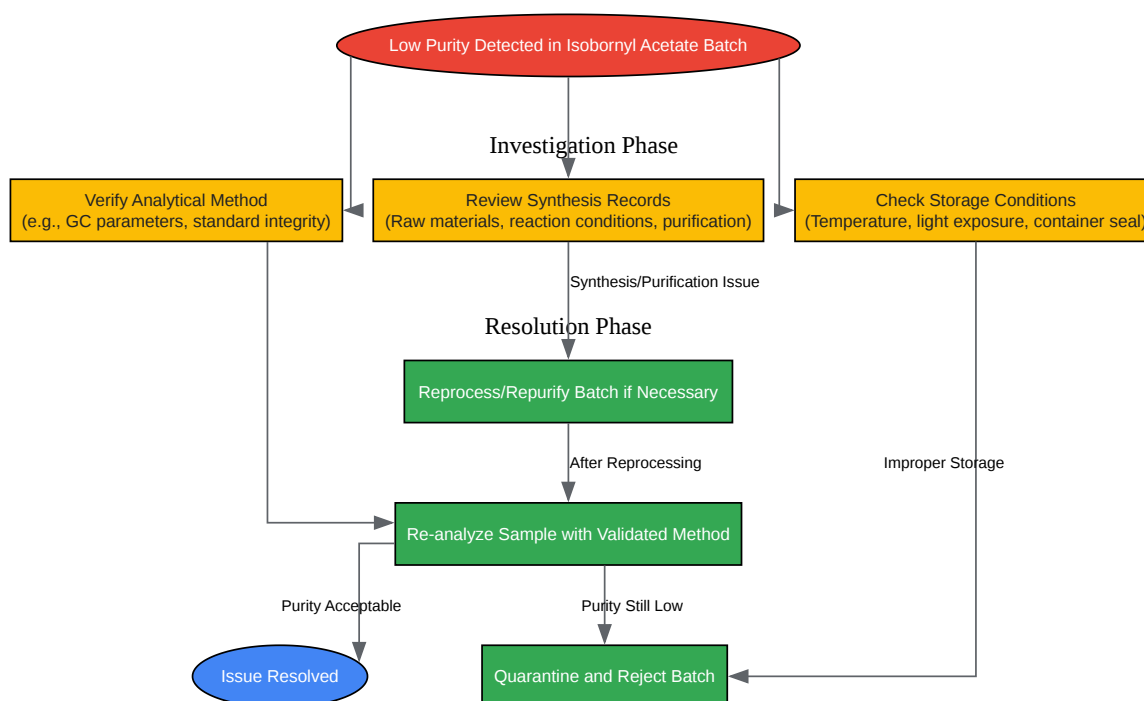 Low Purity Detected in Isobornyl Acetate Batch
Investigation Phase
Verify Analytical Method
(e.g., GC parameters, standard integrity)
Review Synthesis Records
(Raw materials, reaction conditions, purification)
Check Storage Conditions
(Temperature, light exposure, container seal)
Synthesis/Purification Issue
Resolution Phase
Reprocess/Repurify Batch if Necessary
After Reprocessing
Improper Storage
Re-analyze Sample with Validated Method
Purity Acceptable
Purity Still Low
Issue Resolved
Quarantine and Reject Batch